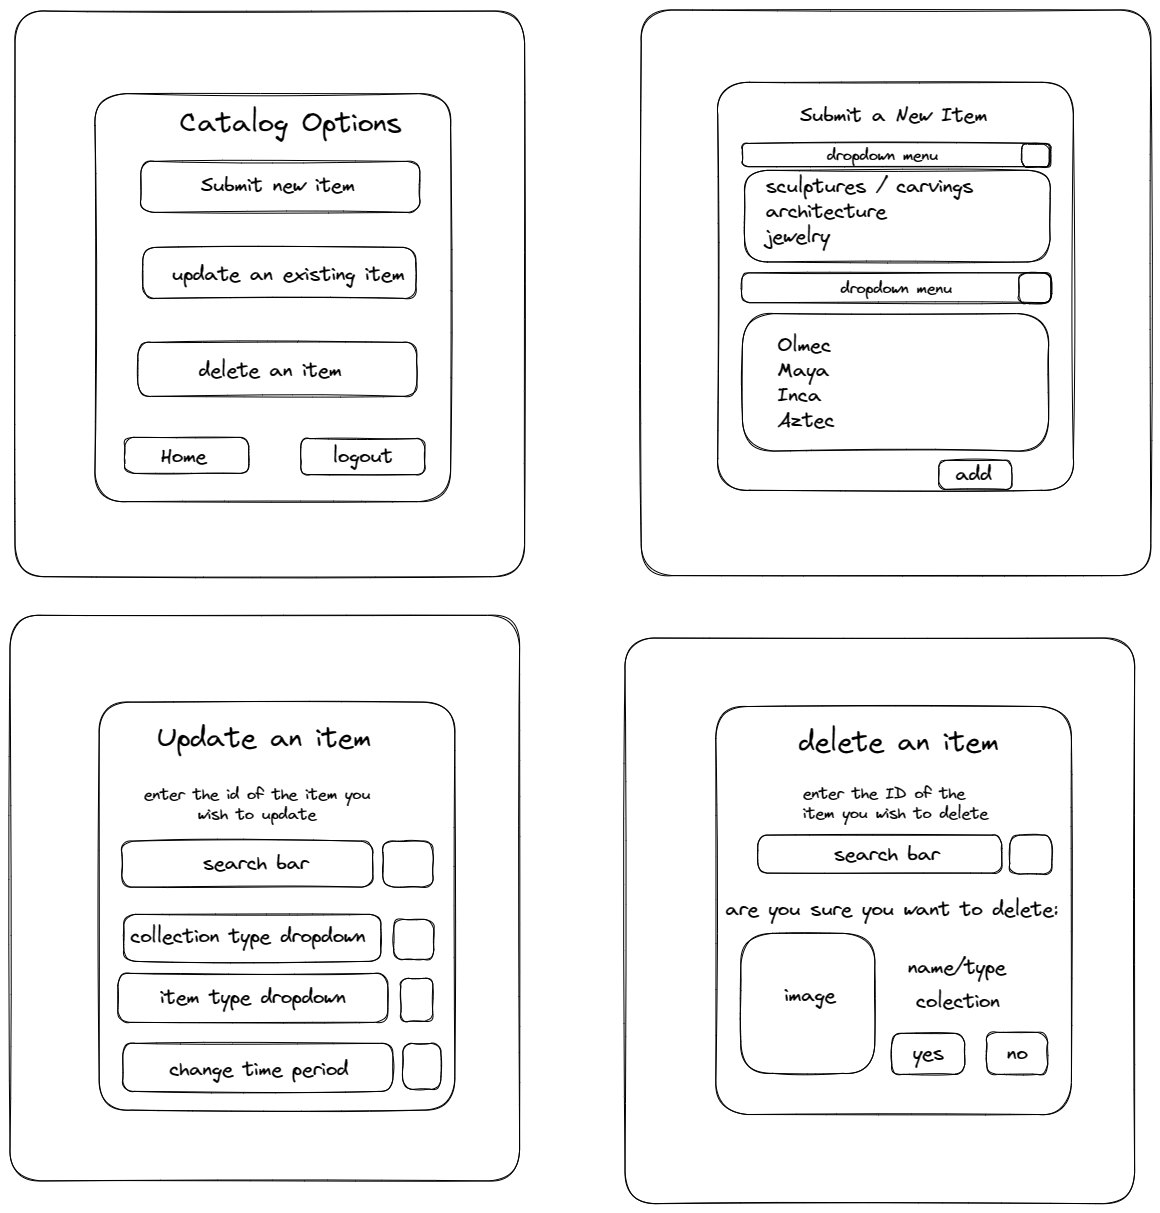 Catalog Options
Submit new item
update an existing item
delete an item
Home
logout
Submit a New Item
dropdown menu
sculptures / carvings
architecture
jewelry
dropdown menu
Olmec
Maya
Inca
Aztec
add
Update an item
enter the id of the item you
wish to update
search bar
collection type dropdown
item type dropdown
change time period
delete an item
enter the ID of the
item you wish to delete
search bar
are you sure you want to delete:
image
name/type
colection
yes
no